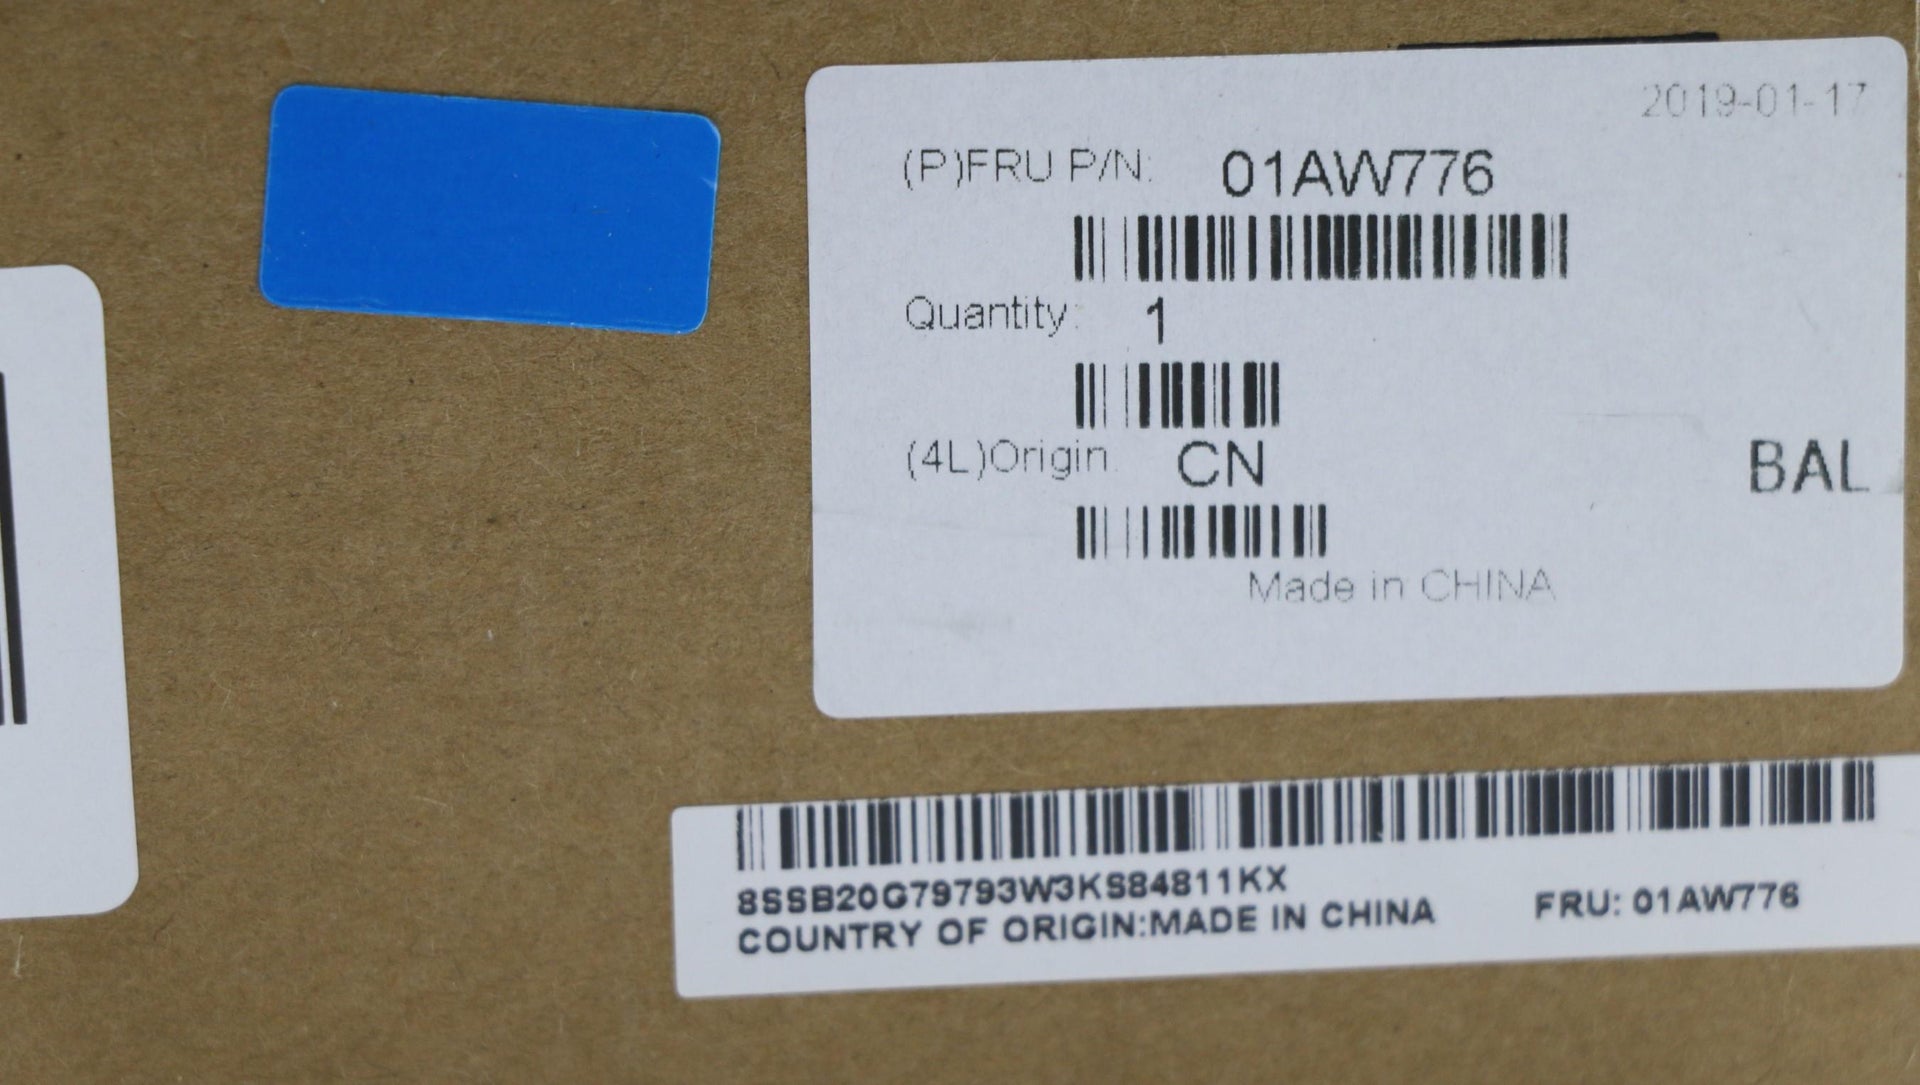 2019-01-17
(P)FRU P/N: 01AW776
Quantity: 1
(4L)Origin: CN
BAL
Made in CHINA
8SSB20G79793W3KS84811KX
COUNTRY OF ORIGIN:MADE IN CHINA FRU: 01AW776